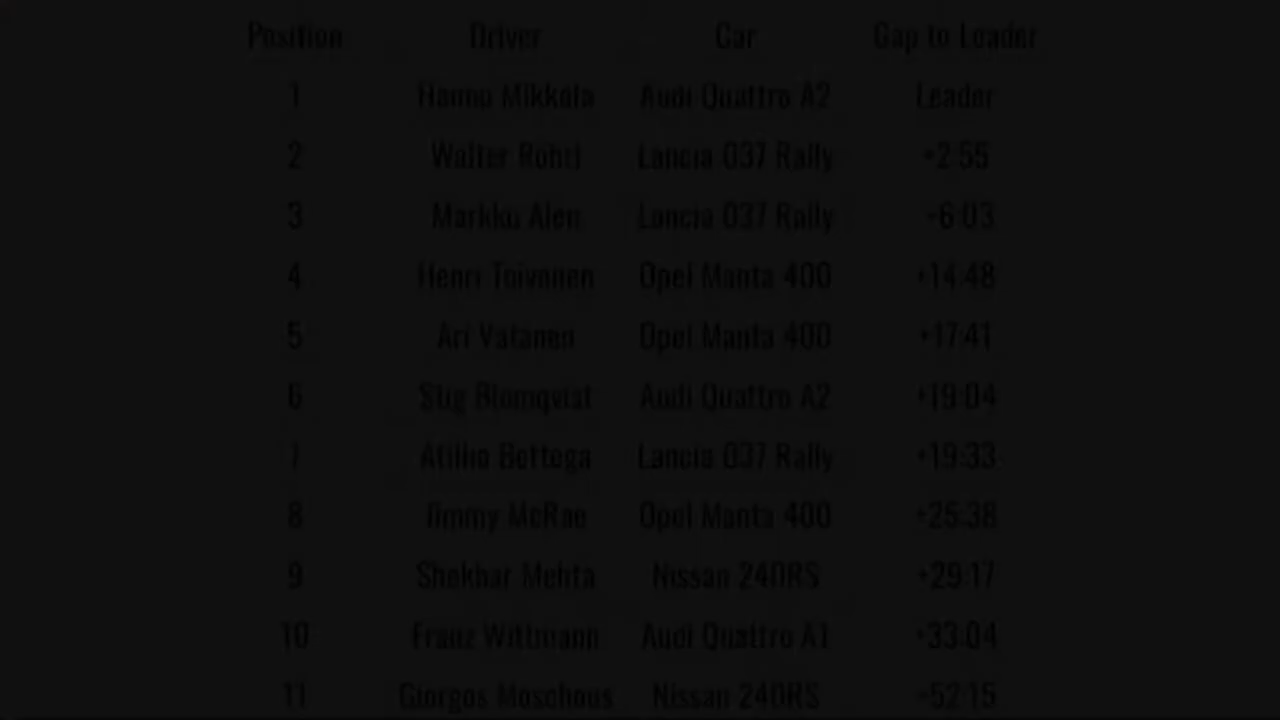 Position Driver Car Gap to Leader
1 Hannu Mikkola Audi Quattro A2 Leader
2 Walter Rohrl Lancia 037 Rally +2:55
3 Markku Alen Lancia 037 Rally +6:03
4 Henri Toivonen Opel Manta 400 +14:48
5 Ari Vatanen Opel Manta 400 +17:41
6 Stig Blomqvist Audi Quattro A2 +19:04
7 Atillio Bettega Lancia 037 Rally +19:33
8 Jimmy McRae Opel Manta 400 +25:38
9 Shekhar Mehta Nissan 240RS +29:17
10 Franz Wittmann Audi Quattro A1 +33:04
11 Giorgos Moschous Nissan 240RS +52:15